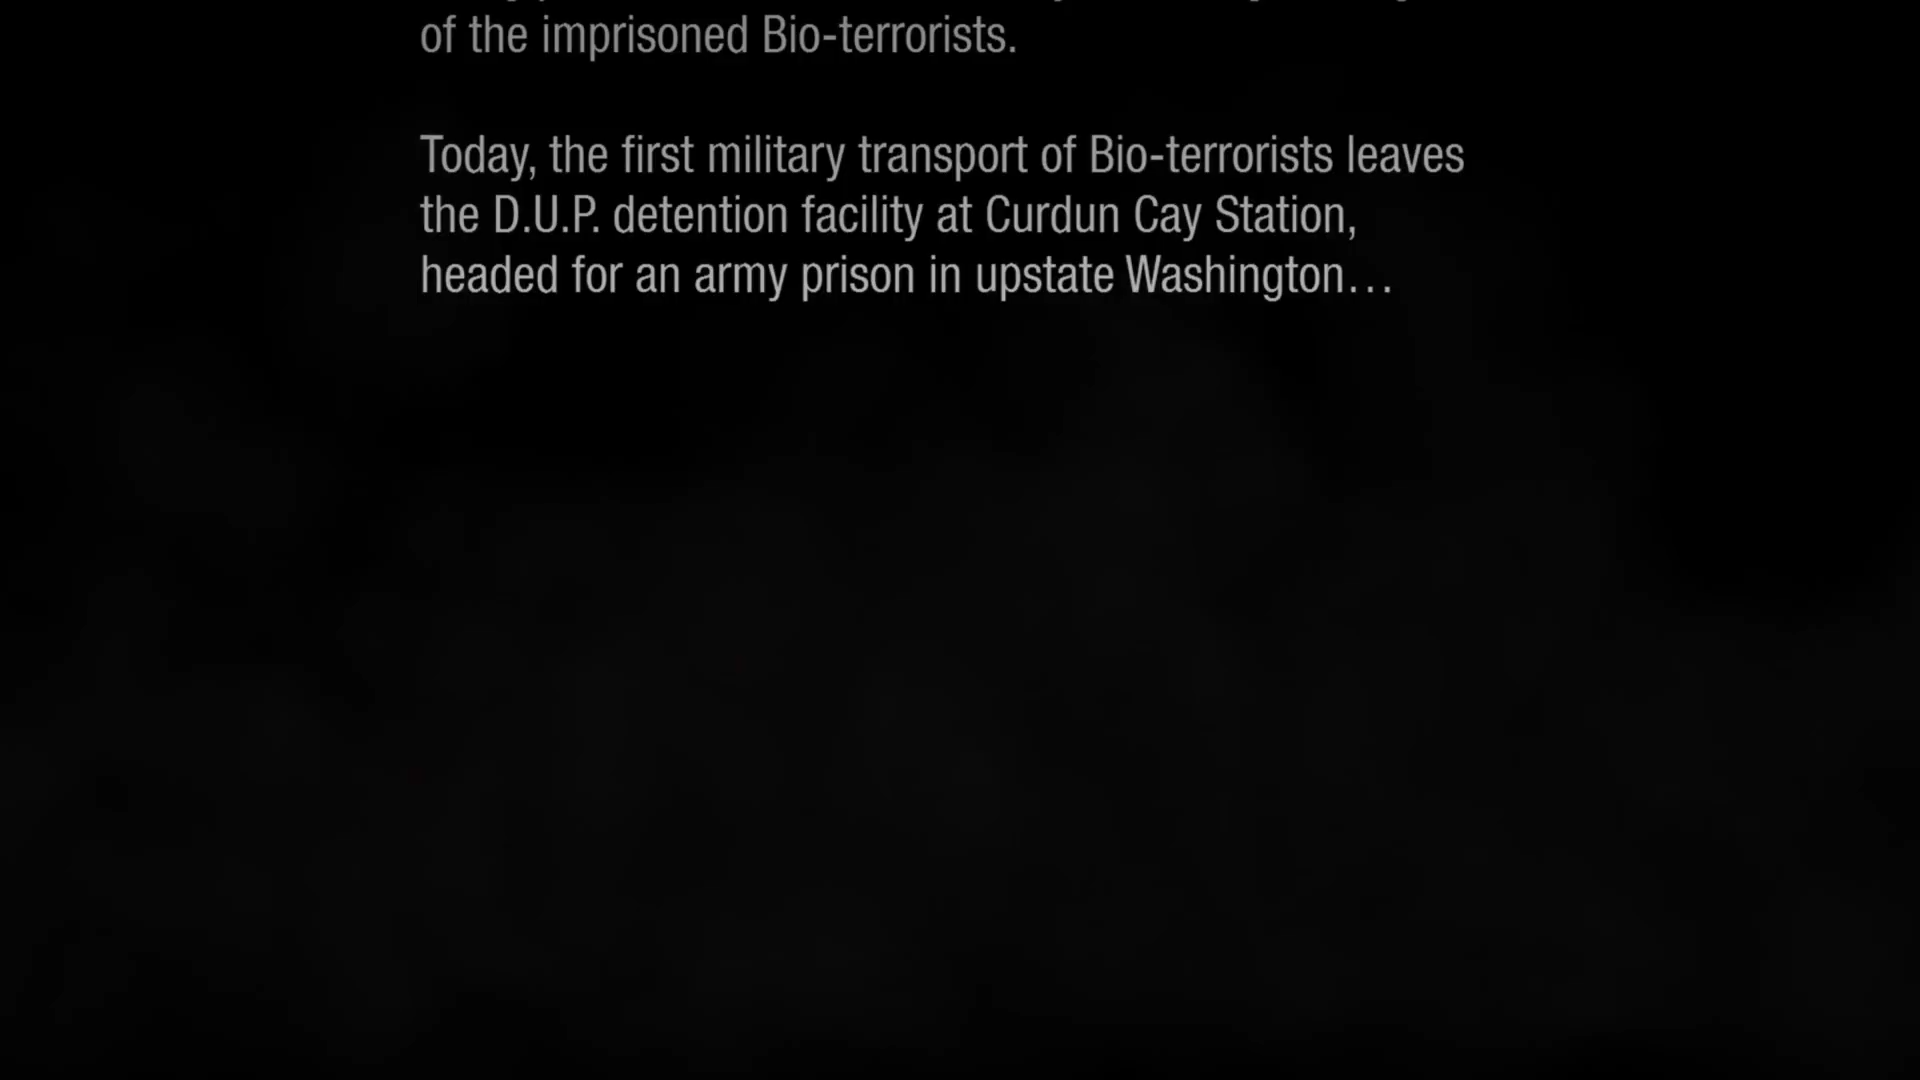 of the imprisoned Bio-terrorists.
Today, the first military transport of Bio-terrorists leaves
the D.U.P. detention facility at Curdun Cay Station,
headed for an army prison in upstate Washington…